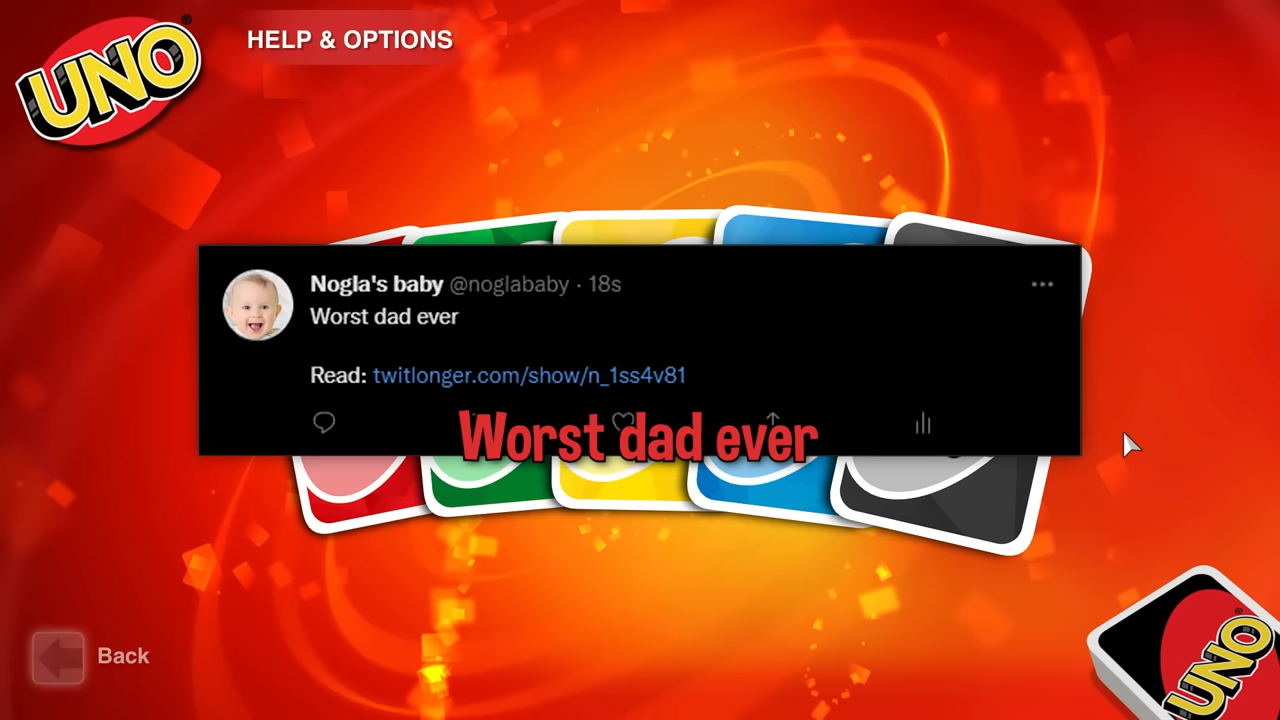 UNO
®
HELP & OPTIONS
Nogla's baby @noglababy · 18s
Worst dad ever
Read: twitlonger.com/show/n_1ss4v81
Worst dad ever
Back
UNO
®